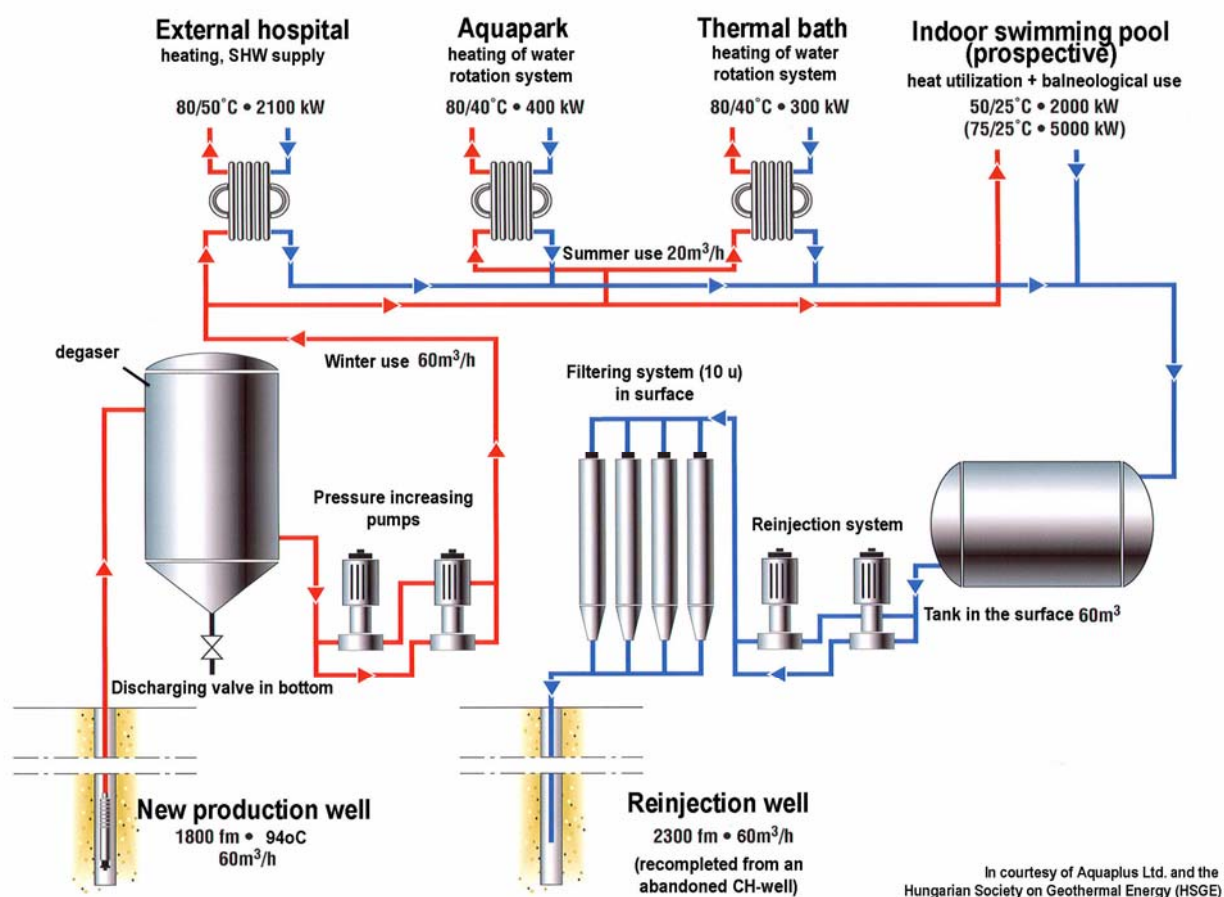 External hospital
heating, SHW supply
80/50°C • 2100 kW
Aquapark
heating of water
rotation system
80/40°C • 400 kW
Thermal bath
heating of water
rotation system
80/40°C • 300 kW
Indoor swimming pool
(prospective)
heat utilization + balneological use
50/25°C • 2000 kW
(75/25°C • 5000 kW)
Summer use 20m³/h
degaser
Winter use 60m³/h
Filtering system (10 u)
in surface
Pressure increasing
pumps
Reinjection system
Tank in the surface 60m³
Discharging valve in bottom
New production well
1800 fm • 94oC
60m³/h
Reinjection well
2300 fm • 60m³/h
(recompleted from an
abandoned CH-well)
In courtesy of Aquaplus Ltd. and the
Hungarian Society on Geothermal Energy (HSGE)